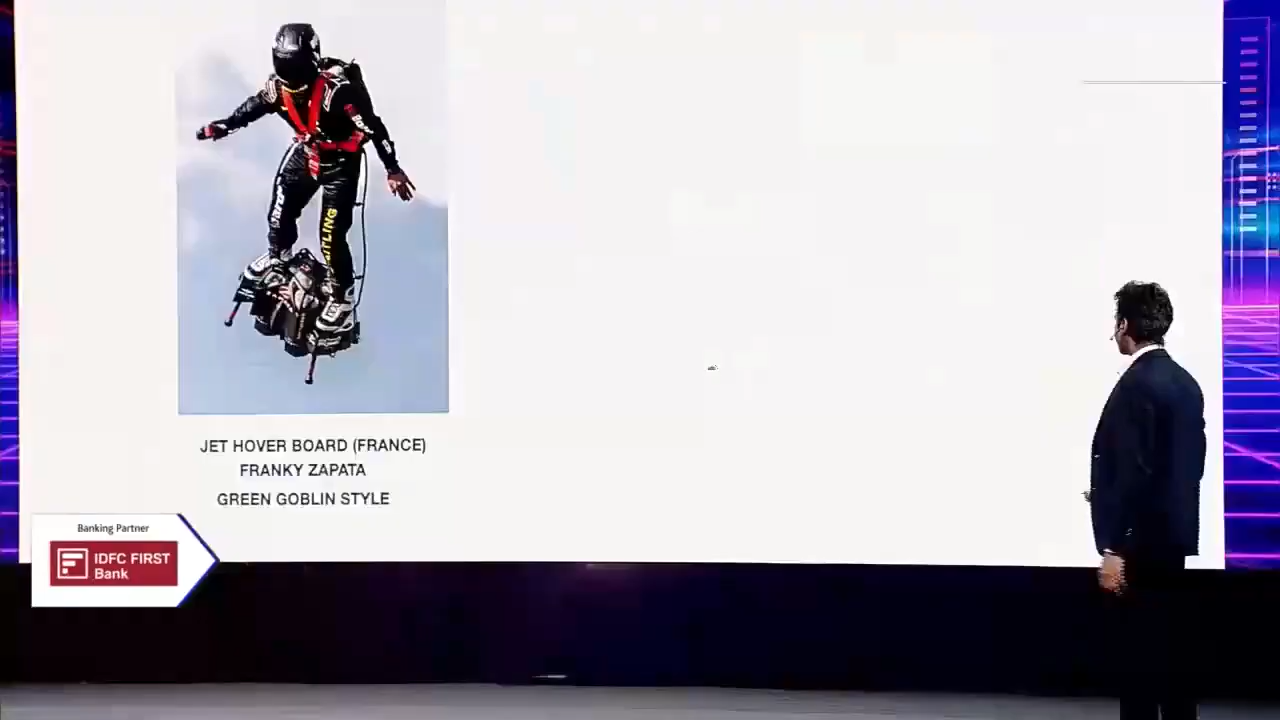 JET HOVER BOARD (FRANCE)
FRANKY ZAPATA
GREEN GOBLIN STYLE
Banking Partner
IDFC FIRST
Bank